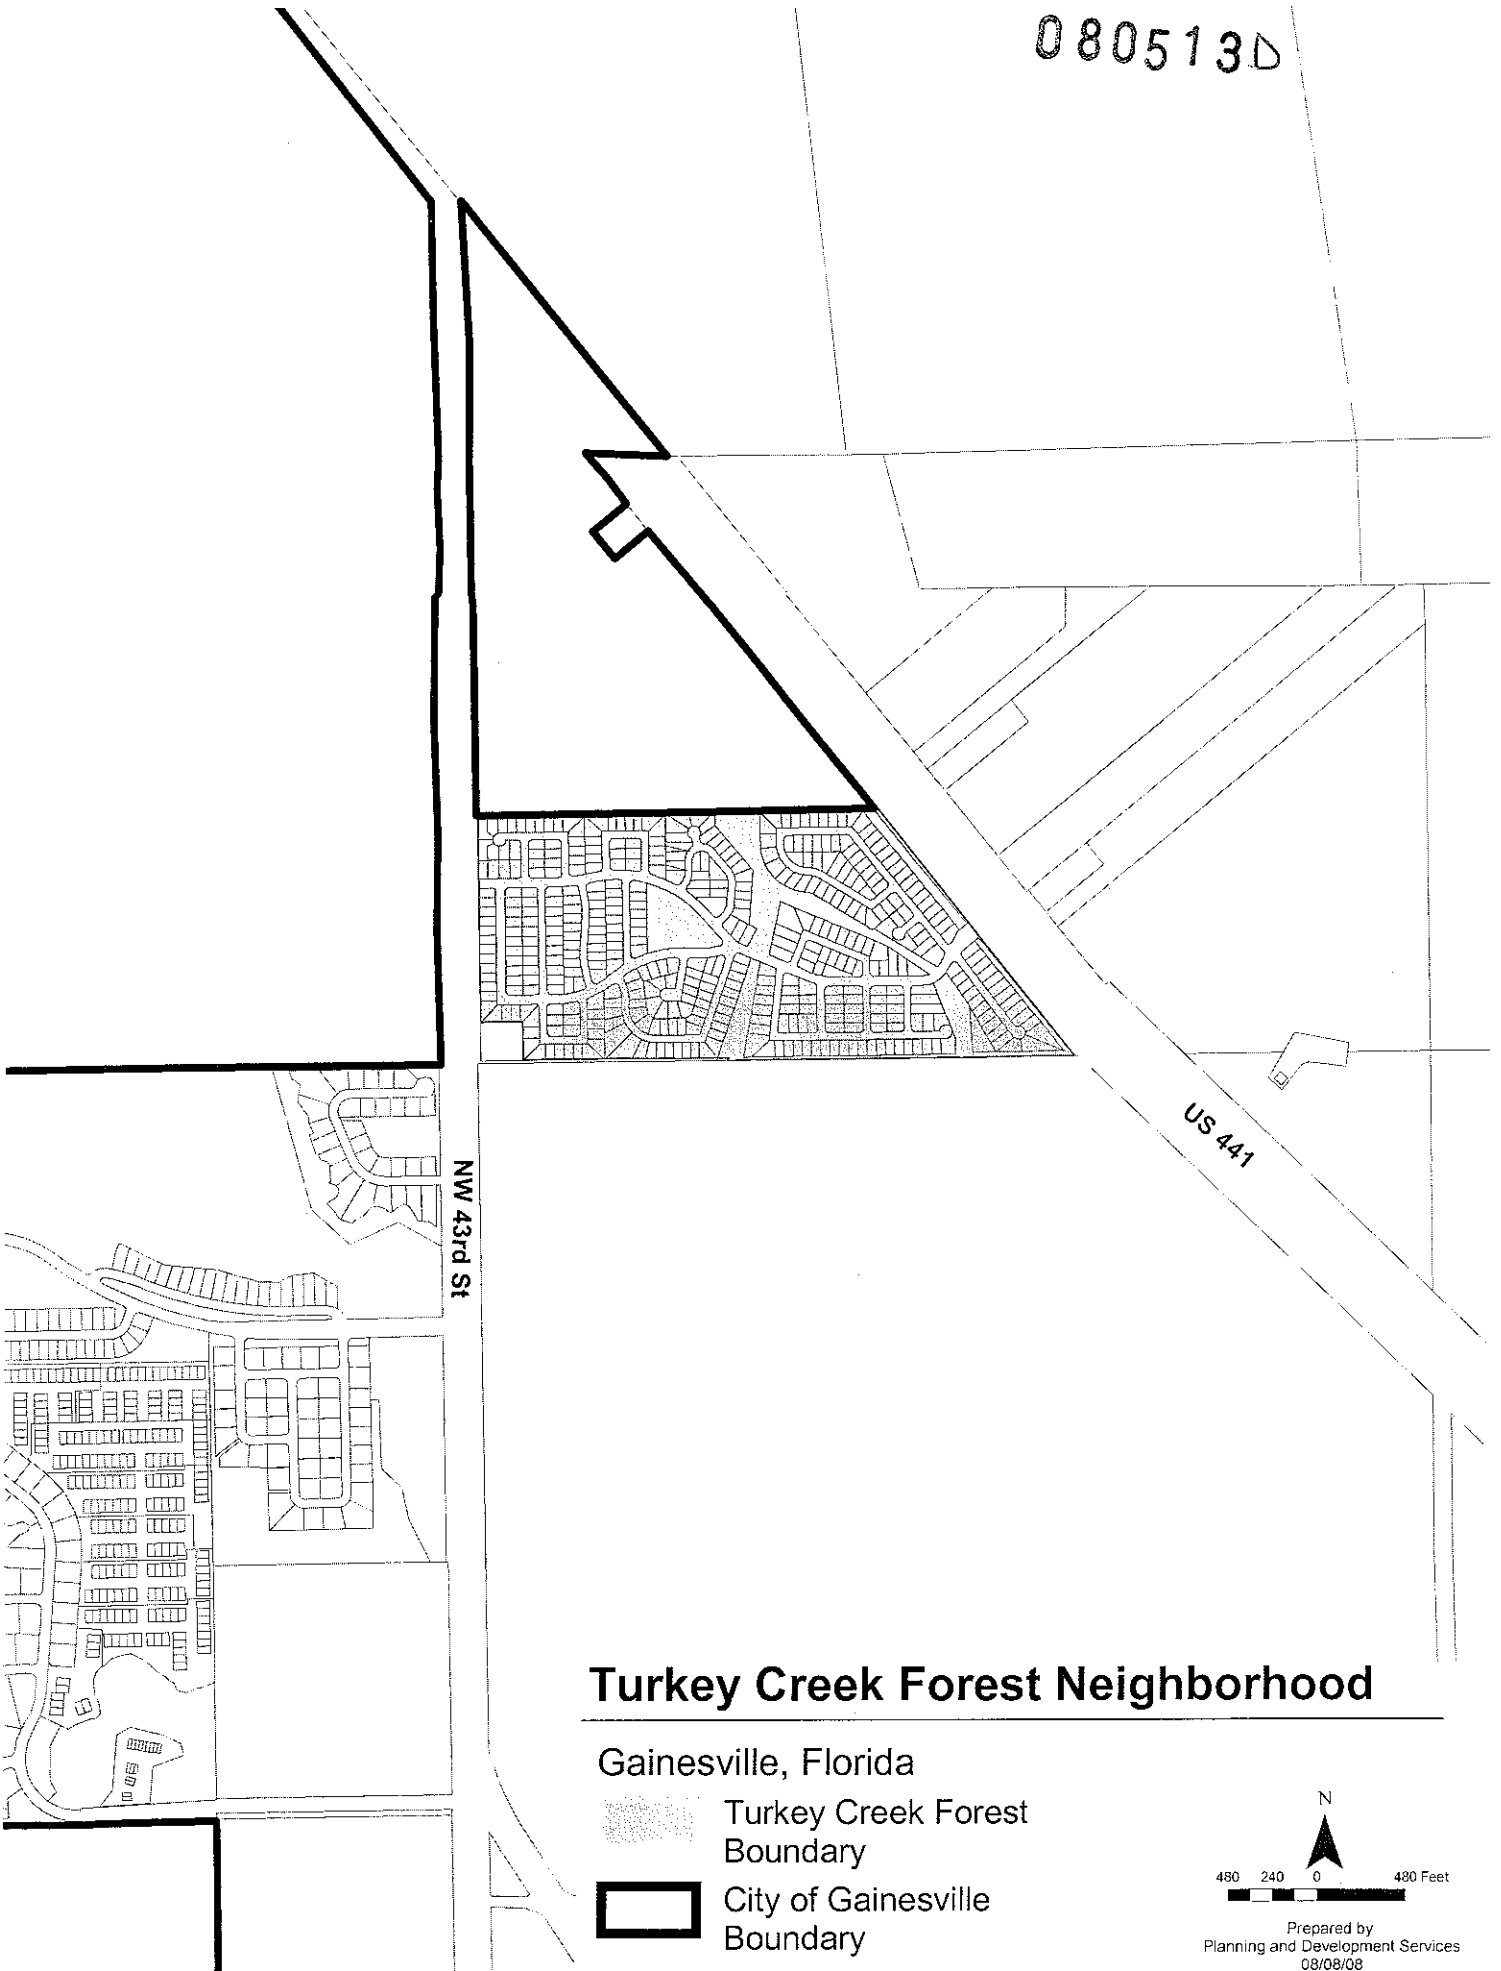 080513D
US 441
NW 43rd St
Turkey Creek Forest Neighborhood
Gainesville, Florida
Turkey Creek Forest
Boundary
City of Gainesville
Boundary
N
480 240 0 480 Feet
Prepared by
Planning and Development Services
08/08/08